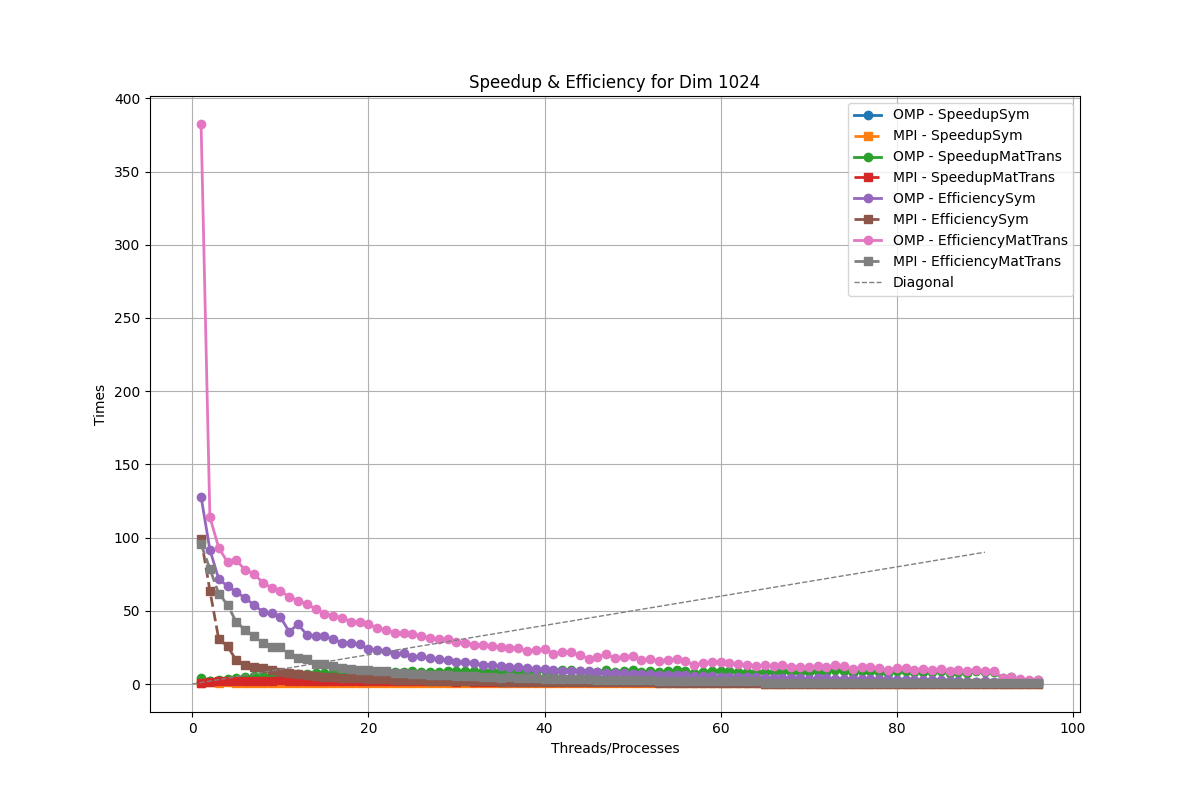 Speedup & Efficiency for Dim 1024
400
350
300
250
200
150
100
50
0
Times
OMP - SpeedupSym
MPI - SpeedupSym
OMP - SpeedupMatTrans
MPI - SpeedupMatTrans
OMP - EfficiencySym
MPI - EfficiencySym
OMP - EfficiencyMatTrans
MPI - EfficiencyMatTrans
Diagonal
0 20 40 60 80 100
Threads/Processes